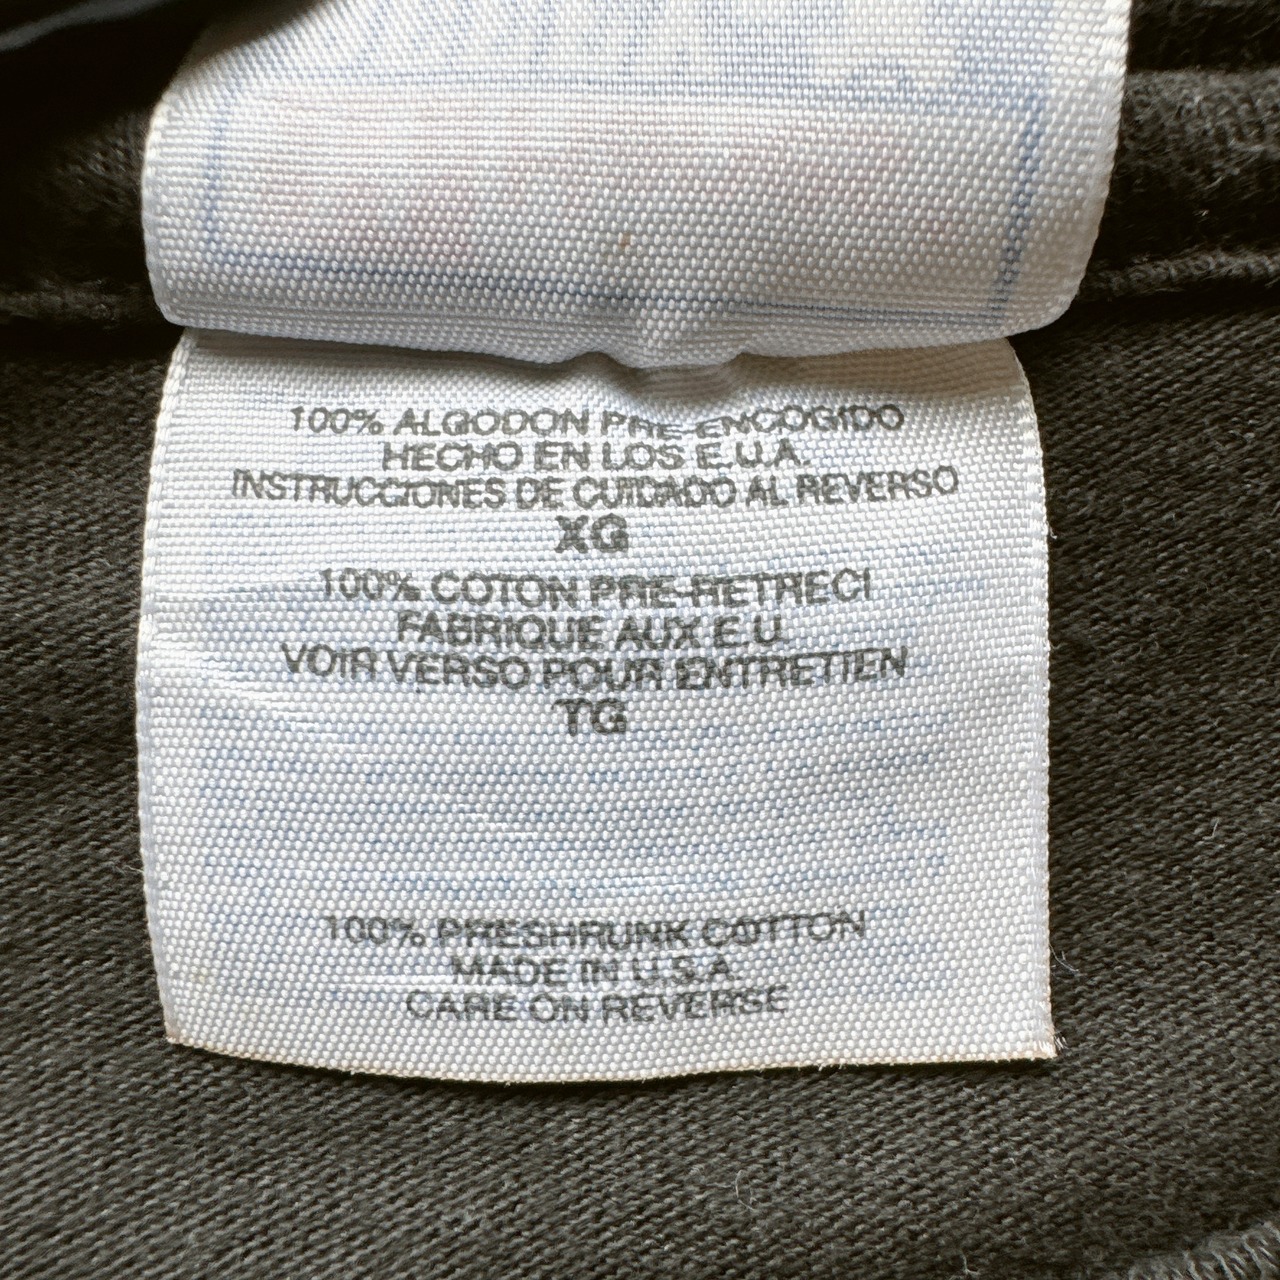 100% ALGODON PRE-ENCOGIDO
HECHO EN LOS E.U.A.
INSTRUCCIONES DE CUIDADO AL REVERSO
XG
100% COTON PRE-RETRECI
FABRIQUE AUX E.U.
VOIR VERSO POUR ENTRETIEN
TG
100% PRESHRUNK COTTON
MADE IN U.S.A
CARE ON REVERSE